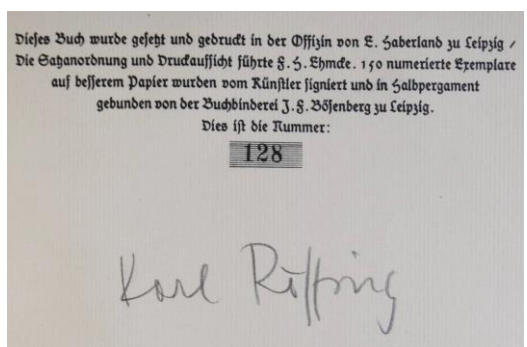 Dieses Buch wurde gesetzt und gedruckt in der Offizin von E. Haberland zu Leipzig /
Die Satzanordnung und Druckaufsicht führte F. H. Ehmcke. 150 numerierte Exemplare
auf besserem Papier wurden vom Künstler signiert und in Halbpergament
gebunden von der Buchbinderei J. F. Bösenberg zu Leipzig.
Dies ist die Nummer:
128
Karl Rössing